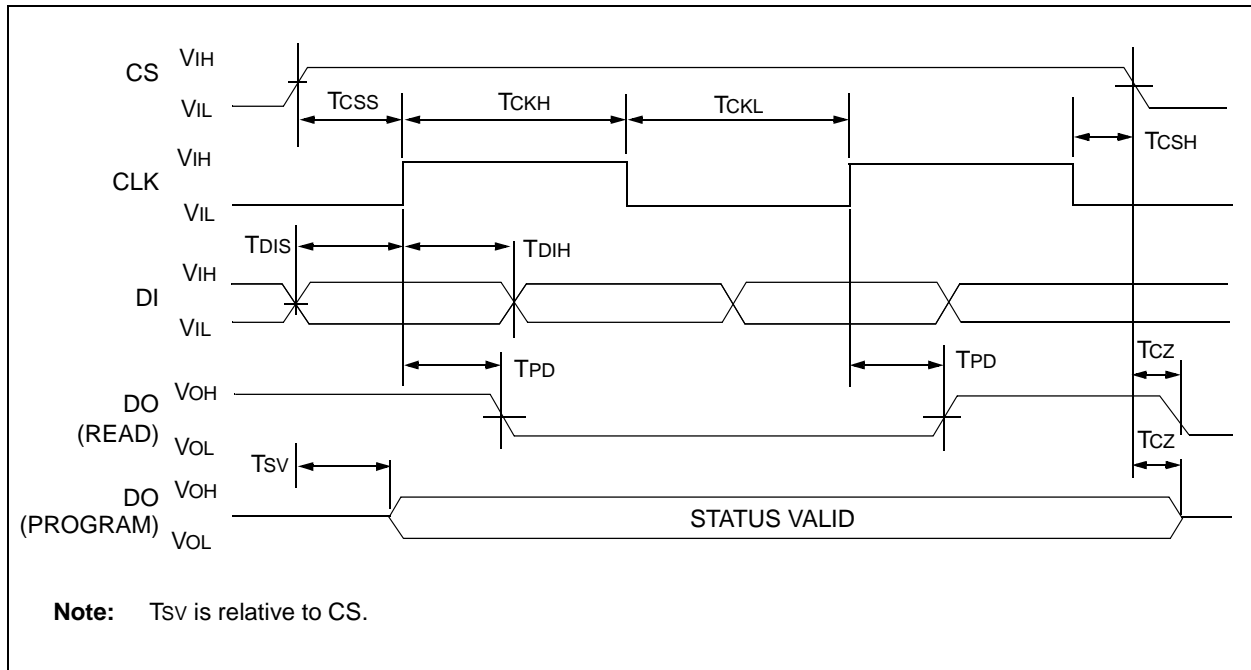 CS
VIH
VIL
TCSS
TCKH
TCKL
TCSH
CLK
VIH
VIL
TDIS
TDIH
DI
VIH
VIL
TPD
TPD
TCZ
DO
(READ)
VOH
VOL
TCZ
TSV
DO
(PROGRAM)
VOH
VOL
STATUS VALID
Note: TSV is relative to CS.